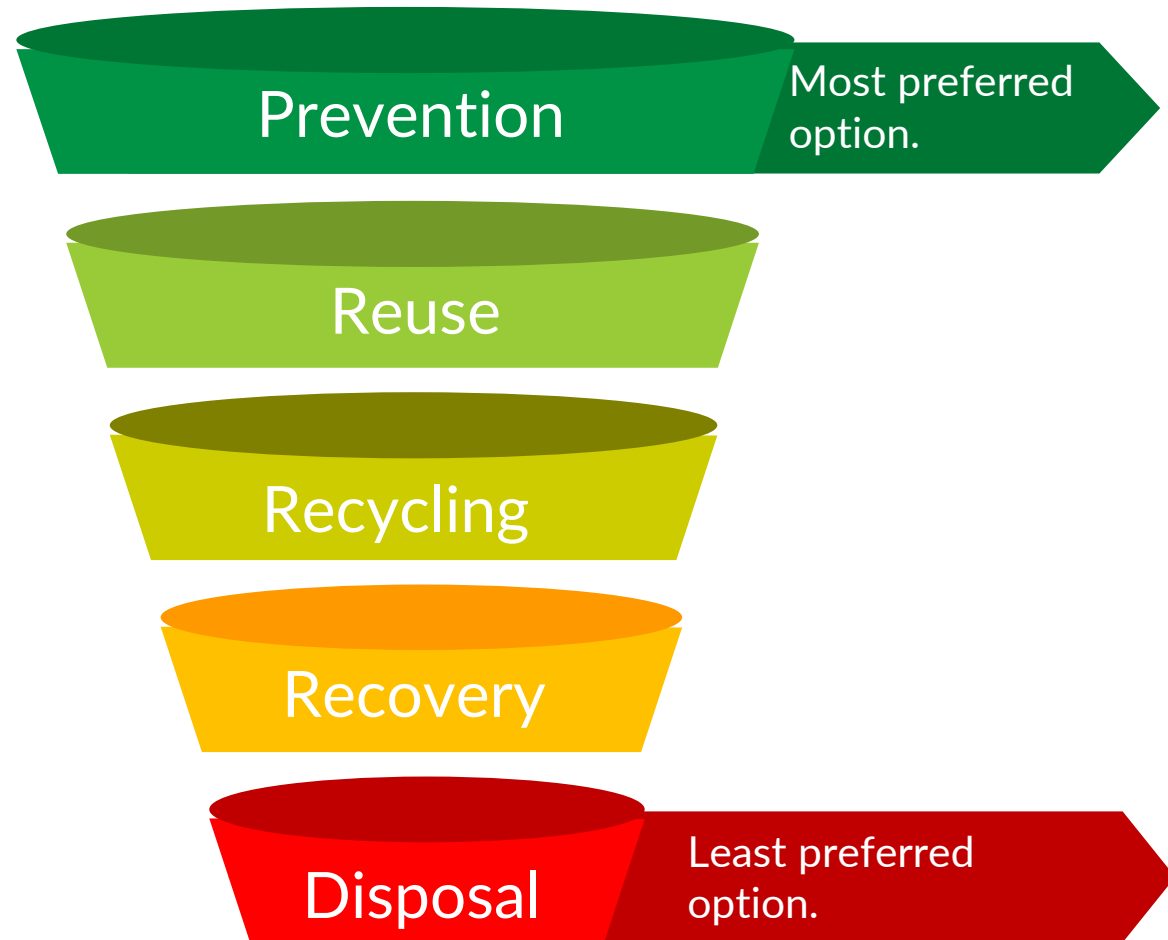 Prevention
Most preferred
option.
Reuse
Recycling
Recovery
Disposal
Least preferred
option.